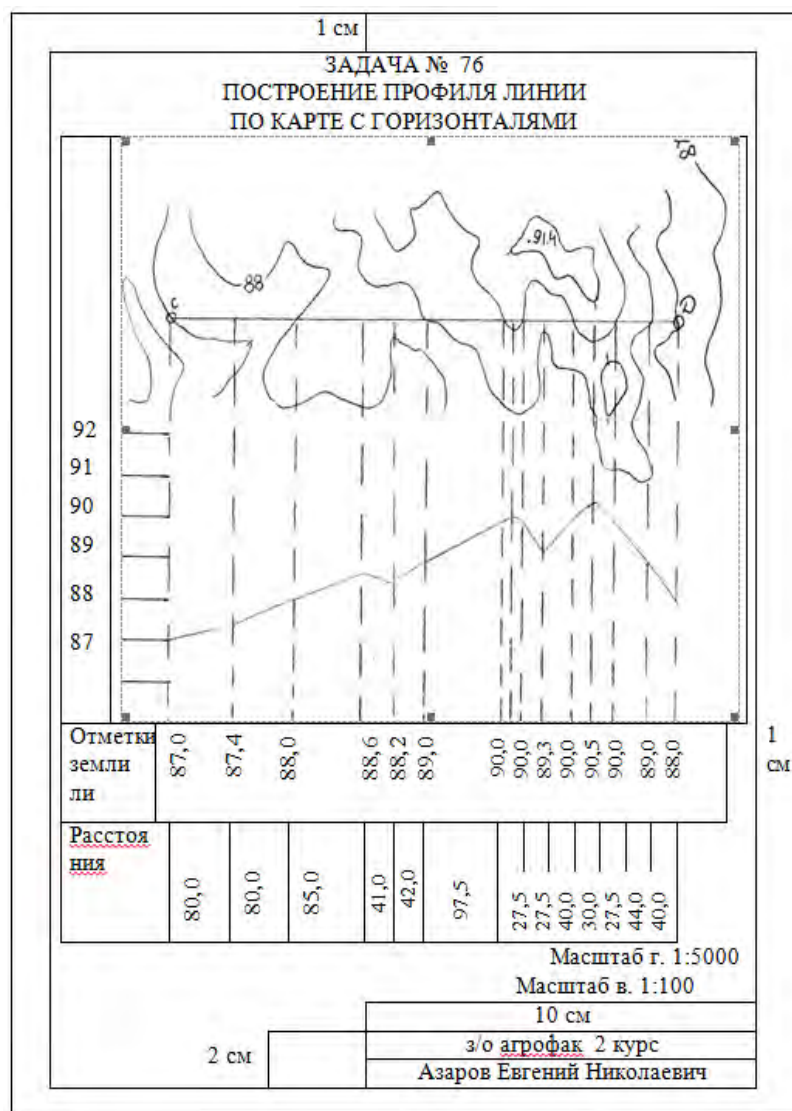 1 см
ЗАДАЧА № 7б
ПОСТРОЕНИЕ ПРОФИЛЯ ЛИНИИ
ПО КАРТЕ С ГОРИЗОНТАЛЯМИ
87
.91.4
88
С
D
92
91
90
89
88
87
Отметки
земли
ли
87,0 87,4 88,0 88,6 88,2 89,0 90,0 90,0 89,3 90,0 90,5 90,0 89,0 88,0
1
см
Расстоя
ния
80,0 80,0 85,0 41,0 42,0 97,5 27,5 27,5 40,0 30,0 27,5 44,0 40,0
Масштаб г. 1:5000
Масштаб в. 1:100
10 см
2 см
з/о агрофак 2 курс
Азаров Евгений Николаевич